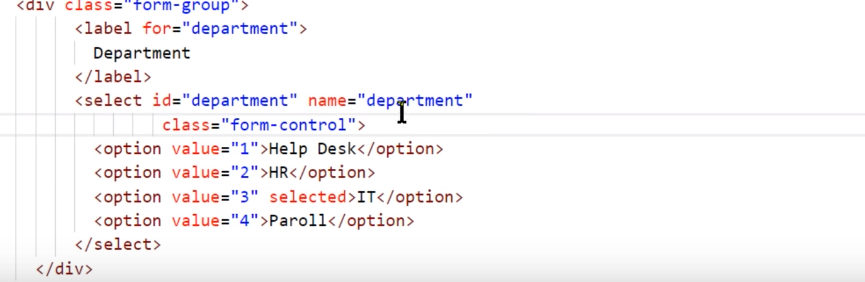 <div class="form-group">
<label for="department">
Department
</label>
<select id="department" name="department"
class="form-control">
<option value="1">Help Desk</option>
<option value="2">HR</option>
<option value="3" selected>IT</option>
<option value="4">Paroll</option>
</select>
</div>